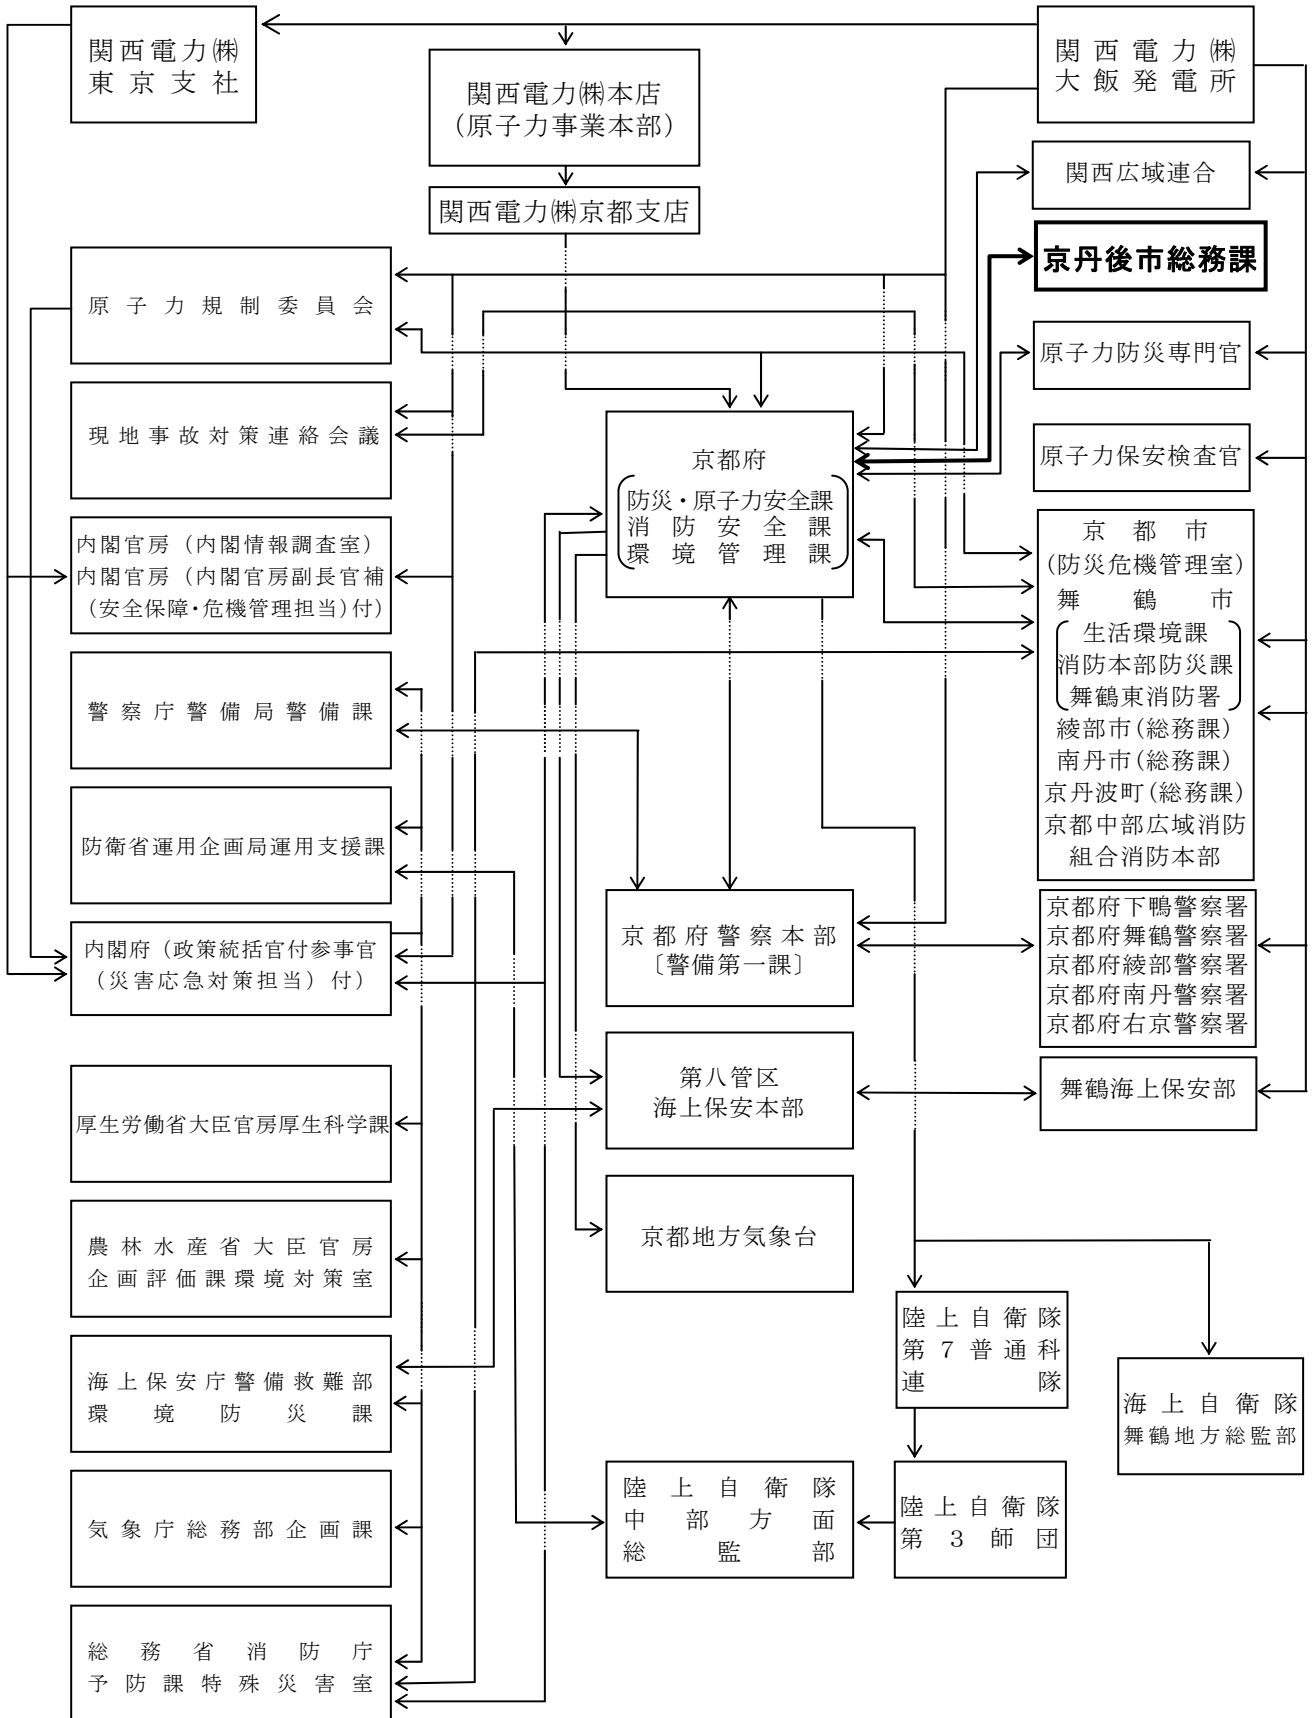 関西電力㈱
東京支社
関西電力㈱本店
（原子力事業本部）
関西電力㈱京都支店
関西電力㈱
大飯発電所
関西広域連合
京丹後市総務課
原子力防災専門官
原子力保安検査官
京都市
(防災危機管理室)
舞鶴市
生活環境課
消防本部防災課
舞鶴東消防署
綾部市(総務課)
南丹市(総務課)
京丹波町(総務課)
京都中部広域消防
組合消防本部
京都府下鴨警察署
京都府舞鶴警察署
京都府綾部警察署
京都府南丹警察署
京都府右京警察署
舞鶴海上保安部
原子力規制委員会
現地事故対策連絡会議
内閣官房（内閣情報調査室）
内閣官房（内閣官房副長官補
（安全保障・危機管理担当）付）
警察庁警備局警備課
防衛省運用企画局運用支援課
内閣府（政策統括官付参事官
（災害応急対策担当）付）
厚生労働省大臣官房厚生科学課
農林水産省大臣官房
企画評価課環境対策室
海上保安庁警備救難部
環境防災課
気象庁総務部企画課
総務省消防庁
予防課特殊災害室
京都府
防災・原子力安全課
消防安全課
環境管理課
京都府警察本部
〔警備第一課〕
第八管区
海上保安本部
京都地方気象台
陸上自衛隊
第７普通科
連隊
海上自衛隊
舞鶴地方総監部
陸上自衛隊
中部方面
総監部
陸上自衛隊
第３師団